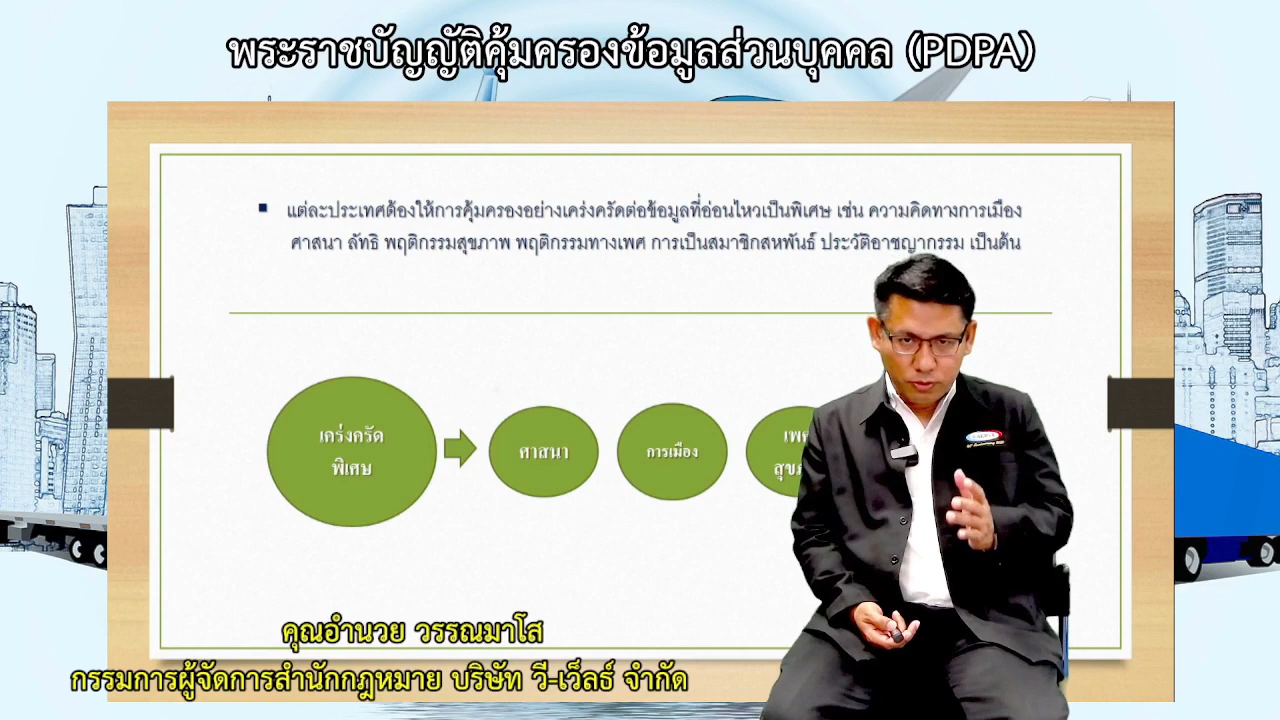 พระราชบัญญัติคุ้มครองข้อมูลส่วนบุคคล (PDPA)
▪ แต่ละประเทศต้องให้การคุ้มครองอย่างเคร่งครัดต่อข้อมูลที่อ่อนไหวเป็นพิเศษ เช่น ความคิดทางการเมือง
ศาสนา ลัทธิ พฤติกรรมสุขภาพ พฤติกรรมทางเพศ การเป็นสมาชิกสหพันธ์ ประวัติอาชญากรรม เป็นต้น
เคร่งครัด
พิเศษ
ศาสนา
การเมือง
คุณอำนวย วรรณมาโส
กรรมการผู้จัดการสำนักกฎหมาย บริษัท วี-เว็ลธ์ จำกัด